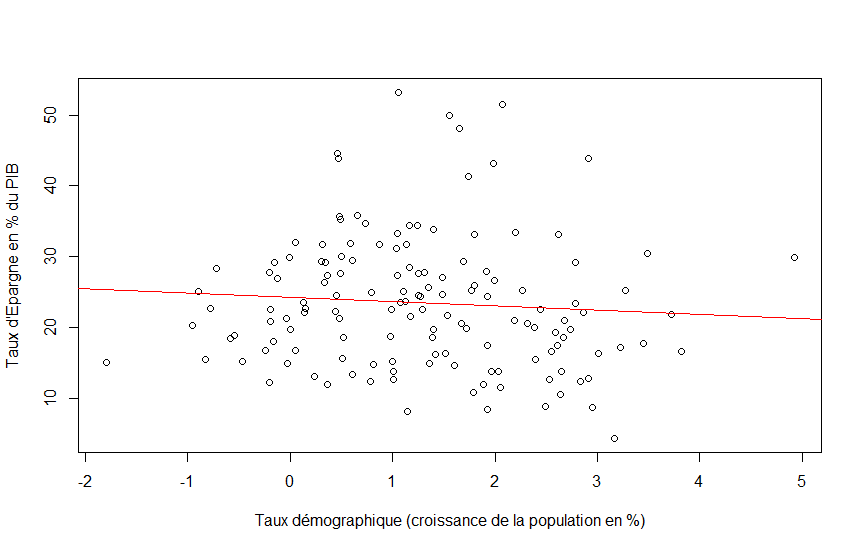 Taux d'Epargne en % du PIB
50
40
30
20
10
-2 -1 0 1 2 3 4 5
Taux démographique (croissance de la population en %)